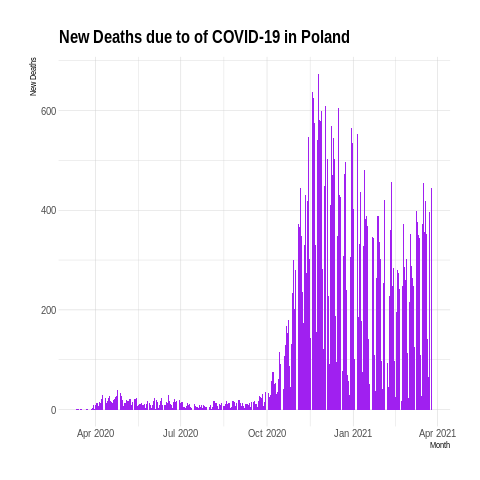 New Deaths due to of COVID-19 in Poland
New Deaths
600
400
200
0
Apr 2020 Jul 2020 Oct 2020 Jan 2021 Apr 2021
Month